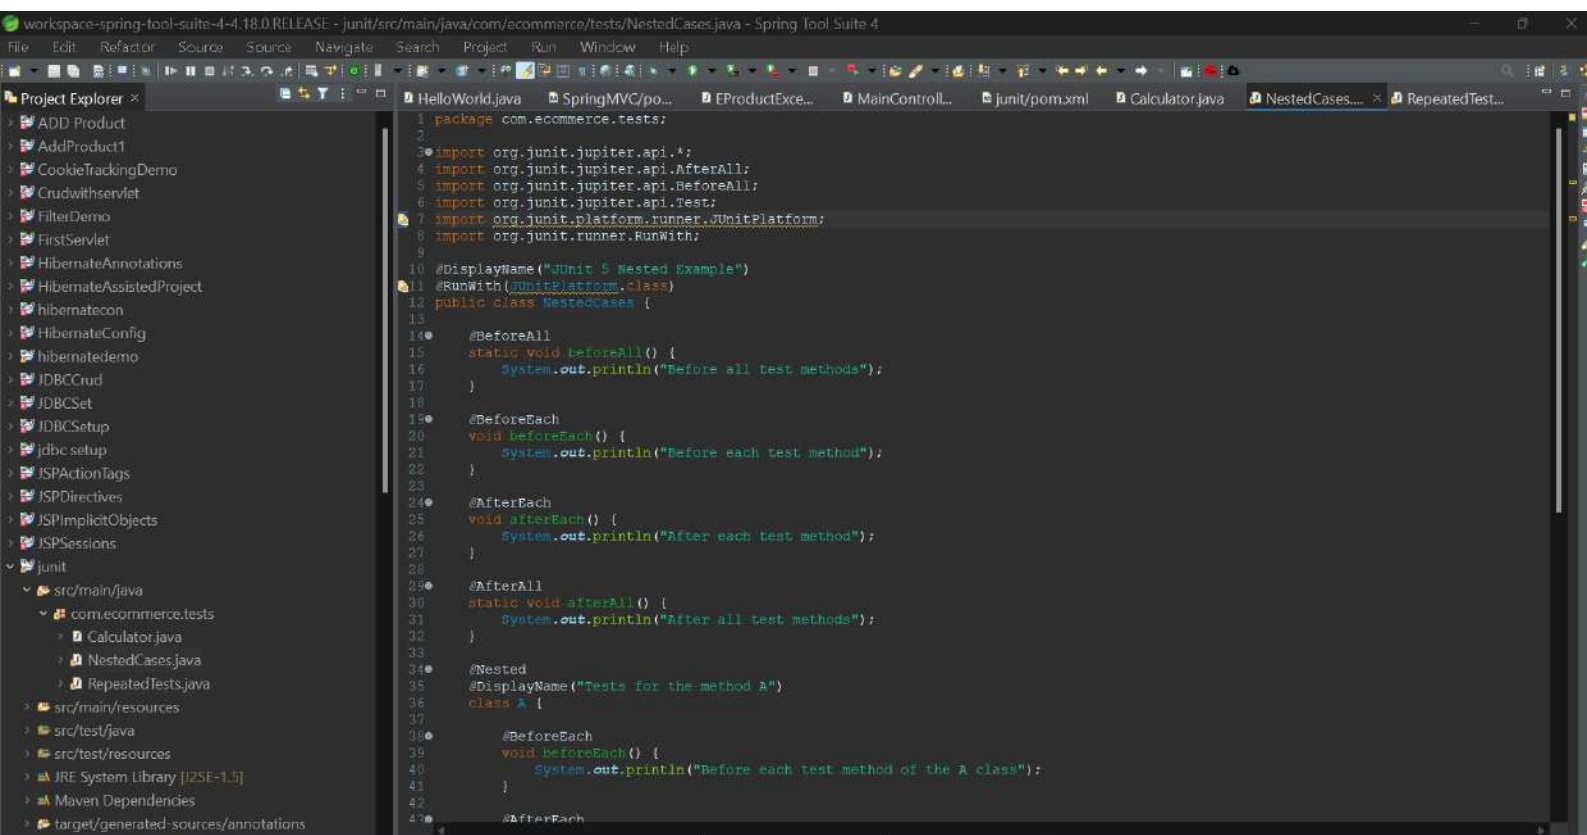 workspace-spring-tool-suite-4-4.18.0.RELEASE - junit/src/main/java/com/ecommerce/tests/NestedCases.java - Spring Tool Suite 4
File Edit Refactor Source Source Navigate Search Project Run Window Help
Project Explorer ×
HelloWorld.java SpringMVC/po... EProductExce... MainControll... junit/pom.xml Calculator.java NestedCases.... × RepeatedTest...
ADD Product
AddProduct1
CookieTrackingDemo
Crudwithservlet
FilterDemo
FirstServlet
HibernateAnnotations
HibernateAssistedProject
hibernatecon
HibernateConfig
hibernatedemo
JDBCCrud
JDBCSet
JDBCSetup
jdbc setup
JSPActionTags
JSPDirectives
JSPImplicitObjects
JSPSessions
junit
src/main/java
com.ecommerce.tests
Calculator.java
NestedCases.java
RepeatedTests.java
src/main/resources
src/test/java
src/test/resources
JRE System Library [J2SE-1.5]
Maven Dependencies
target/generated-sources/annotations
1 package com.ecommerce.tests;
2
3 import org.junit.jupiter.api.*;
4 import org.junit.jupiter.api.AfterAll;
5 import org.junit.jupiter.api.BeforeAll;
6 import org.junit.jupiter.api.Test;
7 import org.junit.platform.runner.JUnitPlatform;
8 import org.junit.runner.RunWith;
9
10 @DisplayName("JUnit 5 Nested Example")
11 @RunWith(JUnitPlatform.class)
12 public class NestedCases {
13
14 @BeforeAll
15 static void beforeAll() {
16 System.out.println("Before all test methods");
17 }
18
19 @BeforeEach
20 void beforeEach() {
21 System.out.println("Before each test method");
22 }
23
24 @AfterEach
25 void afterEach() {
26 System.out.println("After each test method");
27 }
28
29 @AfterAll
30 static void afterAll() {
31 System.out.println("After all test methods");
32 }
33
34 @Nested
35 @DisplayName("Tests for the method A")
36 class A {
37
38 @BeforeEach
39 void beforeEach() {
40 System.out.println("Before each test method of the A class");
41 }
42
43 @AfterEach